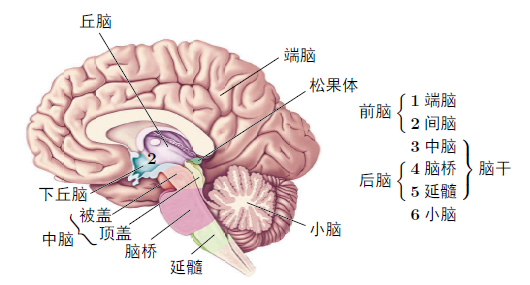 丘脑
端脑
松果体
2
下丘脑
被盖
顶盖
中脑
脑桥
延髓
小脑
前脑
1 端脑
2 间脑
3 中脑
后脑
4 脑桥
5 延髓
脑干
6 小脑